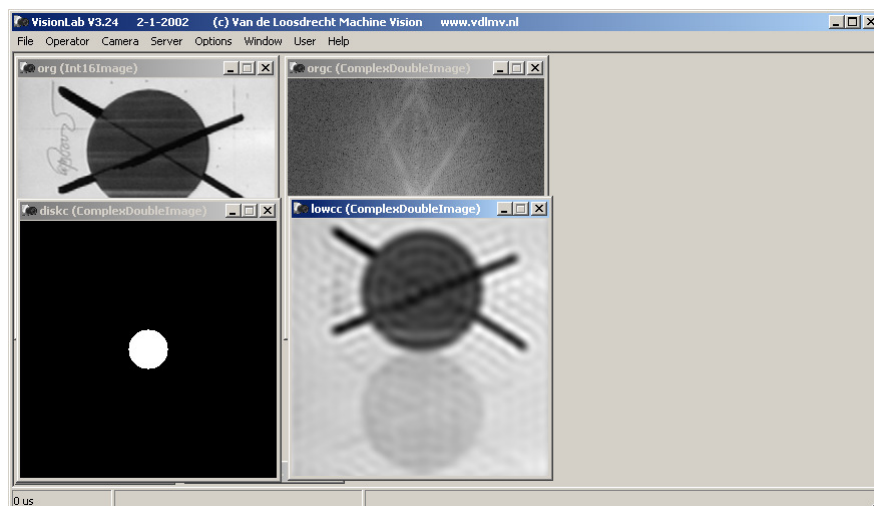 VisionLab V3.24 2-1-2002 (c) Van de Loosdrecht Machine Vision www.vdlmv.nl
File Operator Camera Server Options Window User Help
org (Int16Image)
orgc (ComplexDoubleImage)
diskc (ComplexDoubleImage)
lowcc (ComplexDoubleImage)
0 us